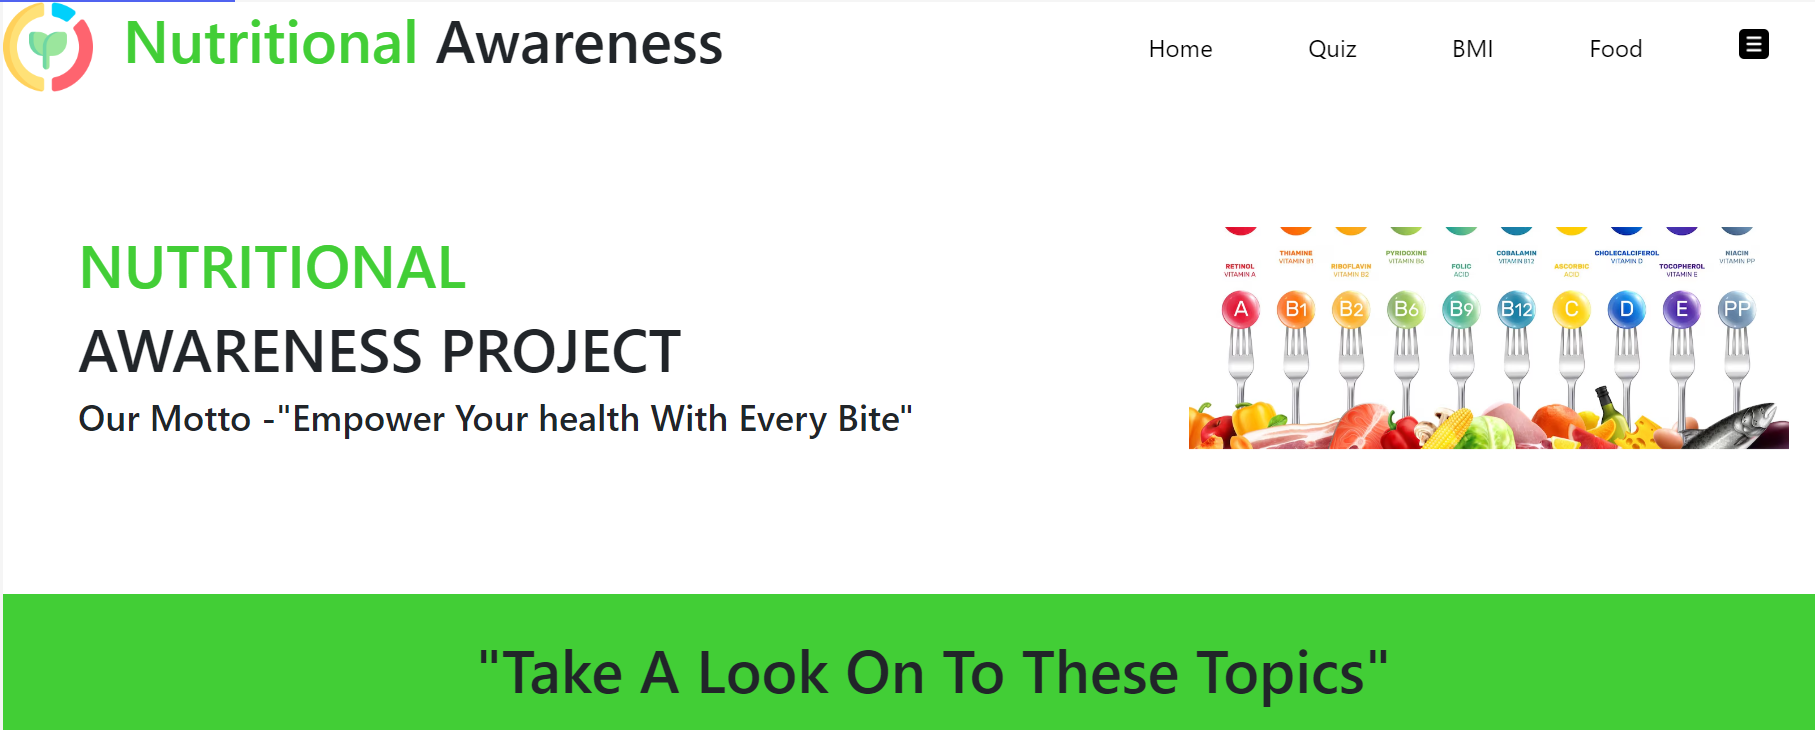 Nutritional Awareness
Home Quiz BMI Food
NUTRITIONAL
AWARENESS PROJECT
Our Motto -"Empower Your health With Every Bite"
THIAMINE PYRIDOXINE COBALAMIN CHOLECALCIFEROL NIACIN
VITAMIN B1 VITAMIN B6 VITAMIN B12 VITAMIN D VITAMIN PP
RETINOL RIBOFLAVIN FOLIC ASCORBIC TOCOPHEROL
VITAMIN A VITAMIN B2 ACID ACID VITAMIN E
A B1 B2 B6 B9 B12 C D E PP
"Take A Look On To These Topics"